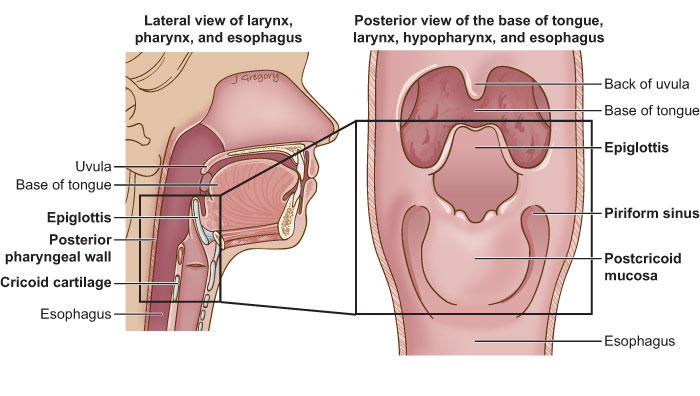 Lateral view of larynx,
pharynx, and esophagus
Posterior view of the base of tongue,
larynx, hypopharynx, and esophagus
J Gregory
Uvula
Base of tongue
Epiglottis
Posterior
pharyngeal wall
Cricoid cartilage
Esophagus
Back of uvula
Base of tongue
Epiglottis
Piriform sinus
Postcricoid
mucosa
Esophagus